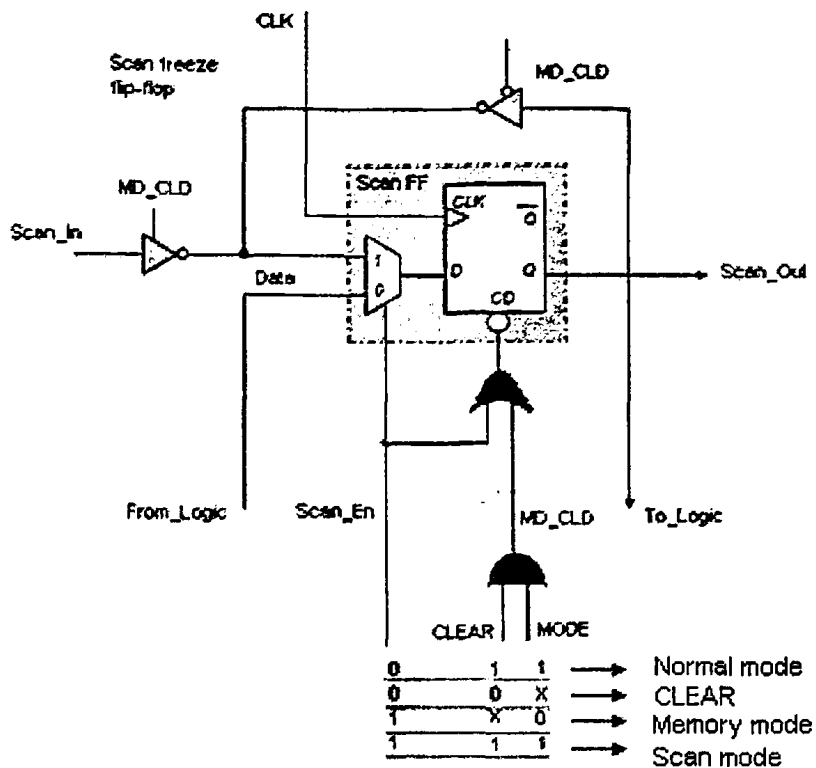 CLK
Scan freeze
flip-flop
MD_CLD
MD_CLD
Scan FF
CLK
Q
Scan_In
1
D
Q
Scan_Out
Data
0
CD
From_Logic
Scan_En
MD_CLD
To_Logic
CLEAR
MODE
0 1 1 Normal mode
0 0 X CLEAR
1 X 0 Memory mode
1 1 1 Scan mode